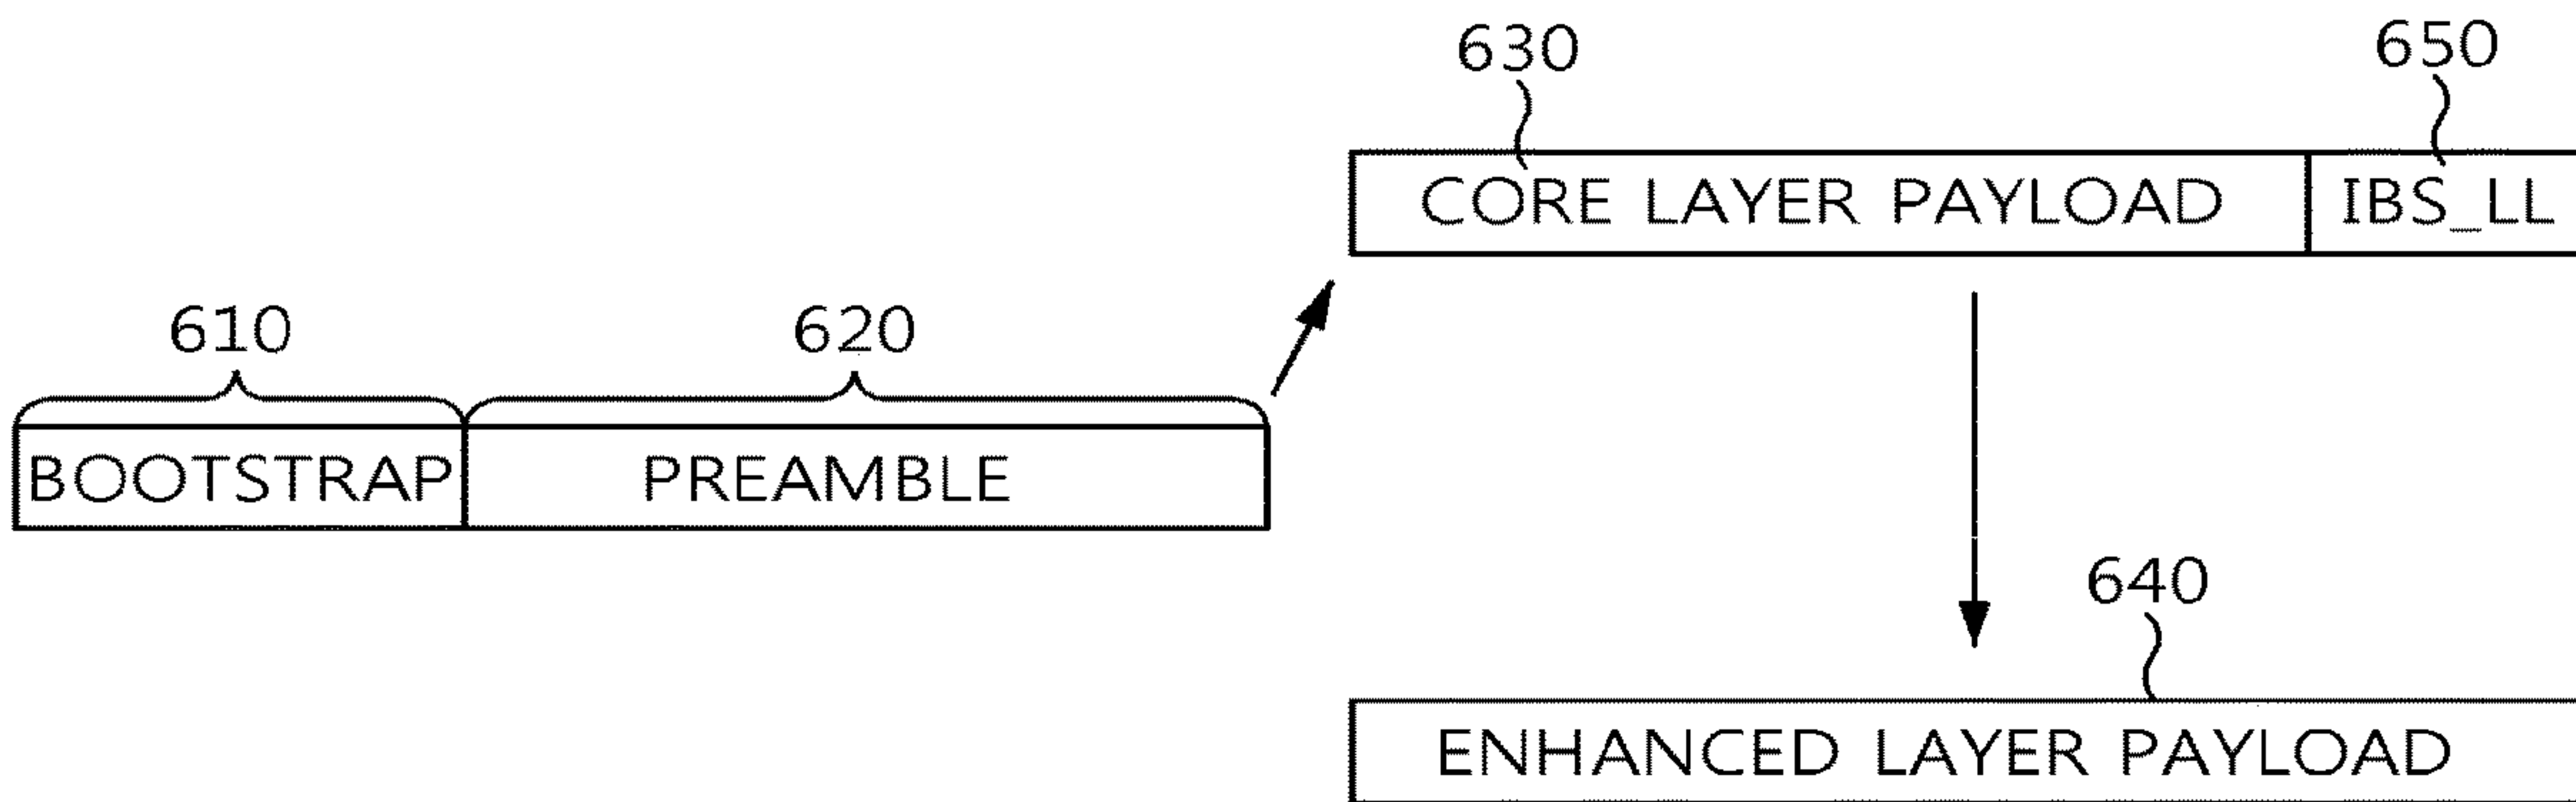 630 650
CORE LAYER PAYLOAD IBS_LL
610 620
BOOTSTRAP PREAMBLE
640
ENHANCED LAYER PAYLOAD